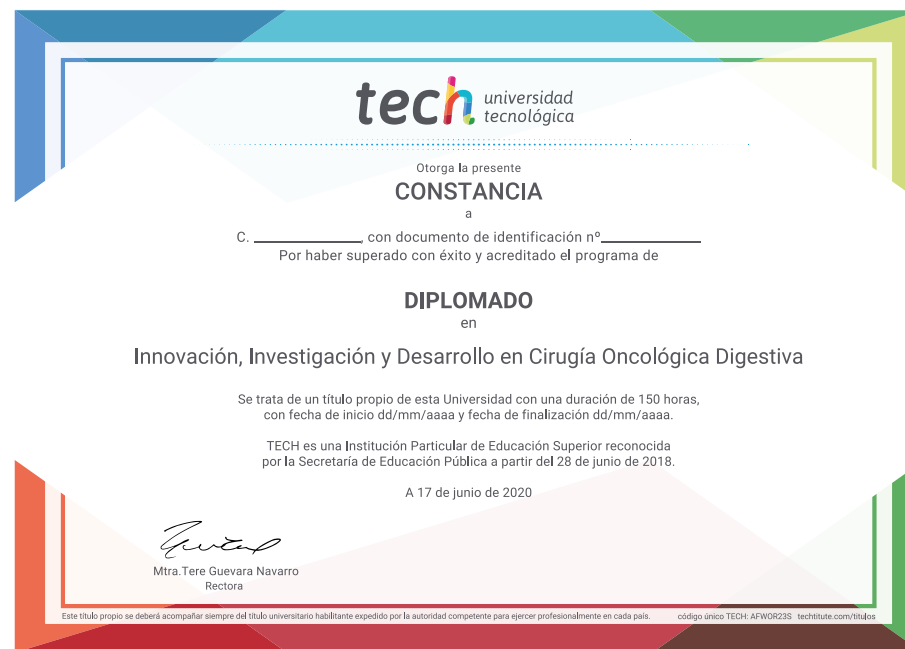 tech universidad
tecnológica
Otorga la presente
CONSTANCIA
a
C. ____________, con documento de identificación nº____________
Por haber superado con éxito y acreditado el programa de
DIPLOMADO
en
Innovación, Investigación y Desarrollo en Cirugía Oncológica Digestiva
Se trata de un título propio de esta Universidad con una duración de 150 horas,
con fecha de inicio dd/mm/aaaa y fecha de finalización dd/mm/aaaa.
TECH es una Institución Particular de Educación Superior reconocida
por la Secretaría de Educación Pública a partir del 28 de junio de 2018.
A 17 de junio de 2020
Mtra.Tere Guevara Navarro
Rectora
Este título propio se deberá acompañar siempre del título universitario habilitante expedido por la autoridad competente para ejercer profesionalmente en cada país. código único TECH: AFWOR23S techtitute.com/titulos